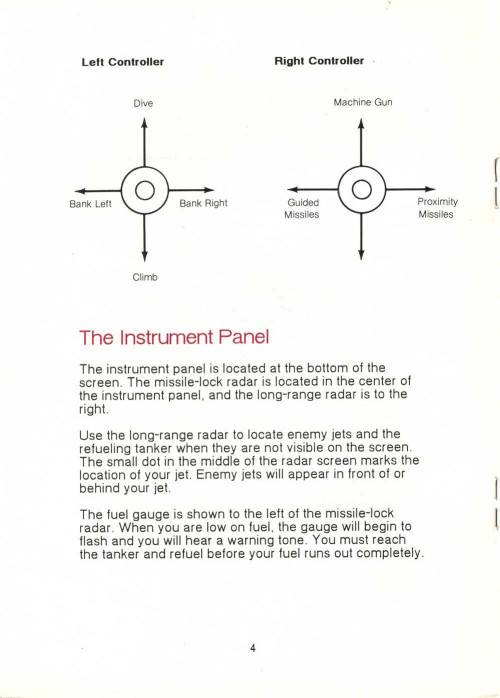 Left Controller
Right Controller
Dive
Machine Gun
Bank Left
Bank Right
Guided
Missiles
Proximity
Missiles
Climb
The Instrument Panel
The instrument panel is located at the bottom of the
screen. The missile-lock radar is located in the center of
the instrument panel, and the long-range radar is to the
right.
Use the long-range radar to locate enemy jets and the
refueling tanker when they are not visible on the screen.
The small dot in the middle of the radar screen marks the
location of your jet. Enemy jets will appear in front of or
behind your jet.
The fuel gauge is shown to the left of the missile-lock
radar. When you are low on fuel, the gauge will begin to
flash and you will hear a warning tone. You must reach
the tanker and refuel before your fuel runs out completely.
4